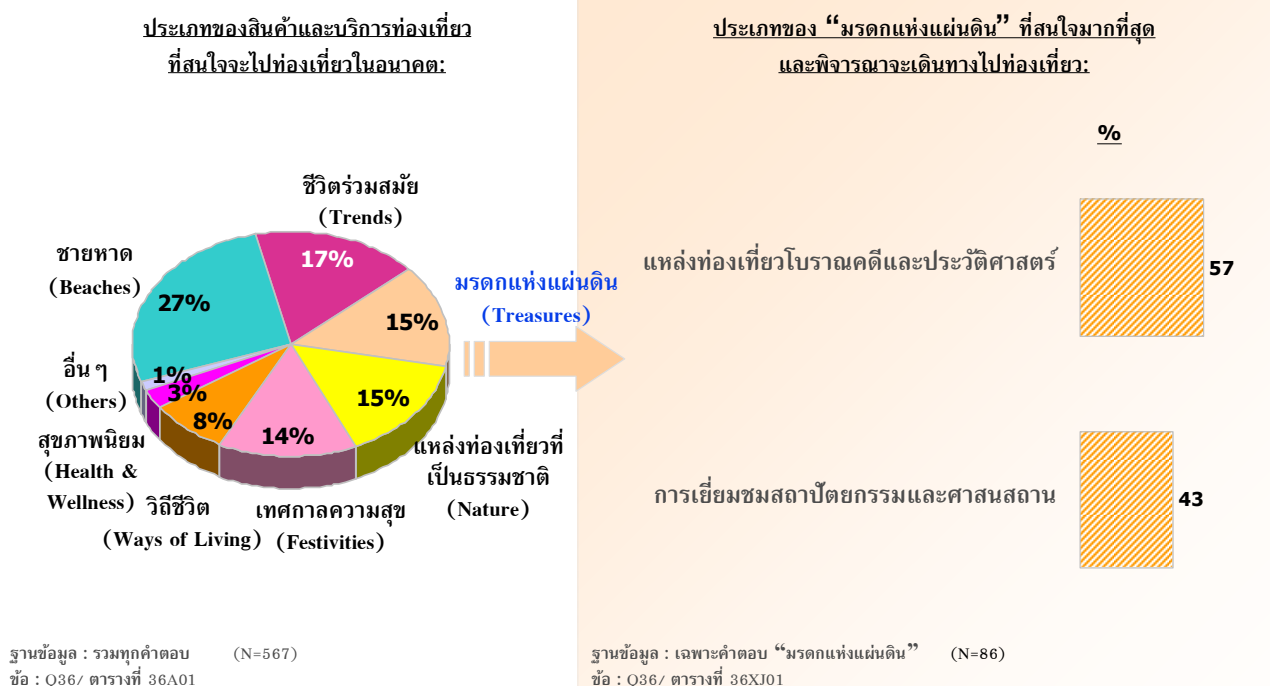 ประเภทของสินค้าและบริการท่องเที่ยว
ที่สนใจจะไปท่องเที่ยวในอนาคต:
ชีวิตร่วมสมัย
(Trends)
17%
ชายหาด
(Beaches)
27%
มรดกแห่งแผ่นดิน
(Treasures)
15%
อื่น ๆ
(Others)
1%
3%
8%
14%
15%
สุขภาพนิยม
(Health &
Wellness)
วิถีชีวิต
(Ways of Living)
เทศกาลความสุข
(Festivities)
แหล่งท่องเที่ยวที่
เป็นธรรมชาติ
(Nature)
ฐานข้อมูล : รวมทุกคำตอบ (N=567)
ข้อ : Q36/ ตารางที่ 36A01
ประเภทของ “มรดกแห่งแผ่นดิน” ที่สนใจมากที่สุด
และพิจารณาจะเดินทางไปท่องเที่ยว:
%
แหล่งท่องเที่ยวโบราณคดีและประวัติศาสตร์ 57
การเยี่ยมชมสถาปัตยกรรมและศาสนสถาน 43
ฐานข้อมูล : เฉพาะคำตอบ “มรดกแห่งแผ่นดิน” (N=86)
ข้อ : Q36/ ตารางที่ 36XJ01